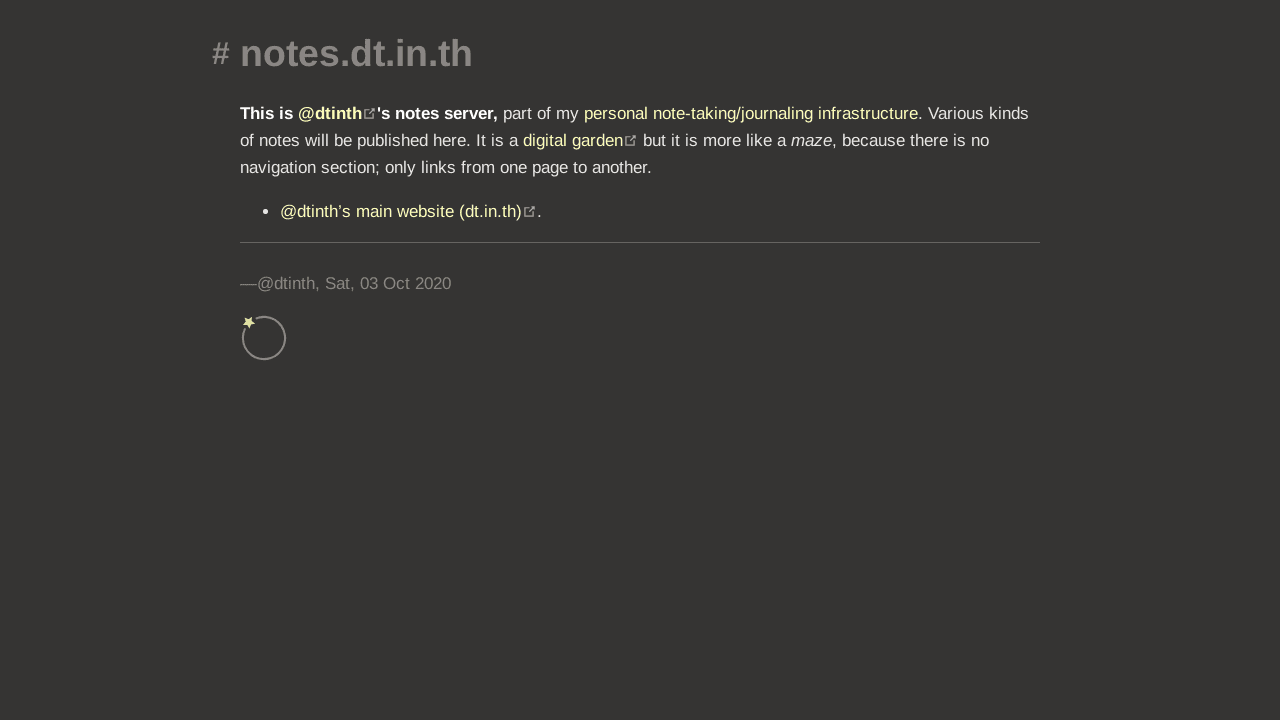 # notes.dt.in.th
This is @dtinth's notes server, part of my personal note-taking/journaling infrastructure. Various kinds
of notes will be published here. It is a digital garden but it is more like a maze, because there is no
navigation section; only links from one page to another.
• @dtinth’s main website (dt.in.th).
—@dtinth, Sat, 03 Oct 2020